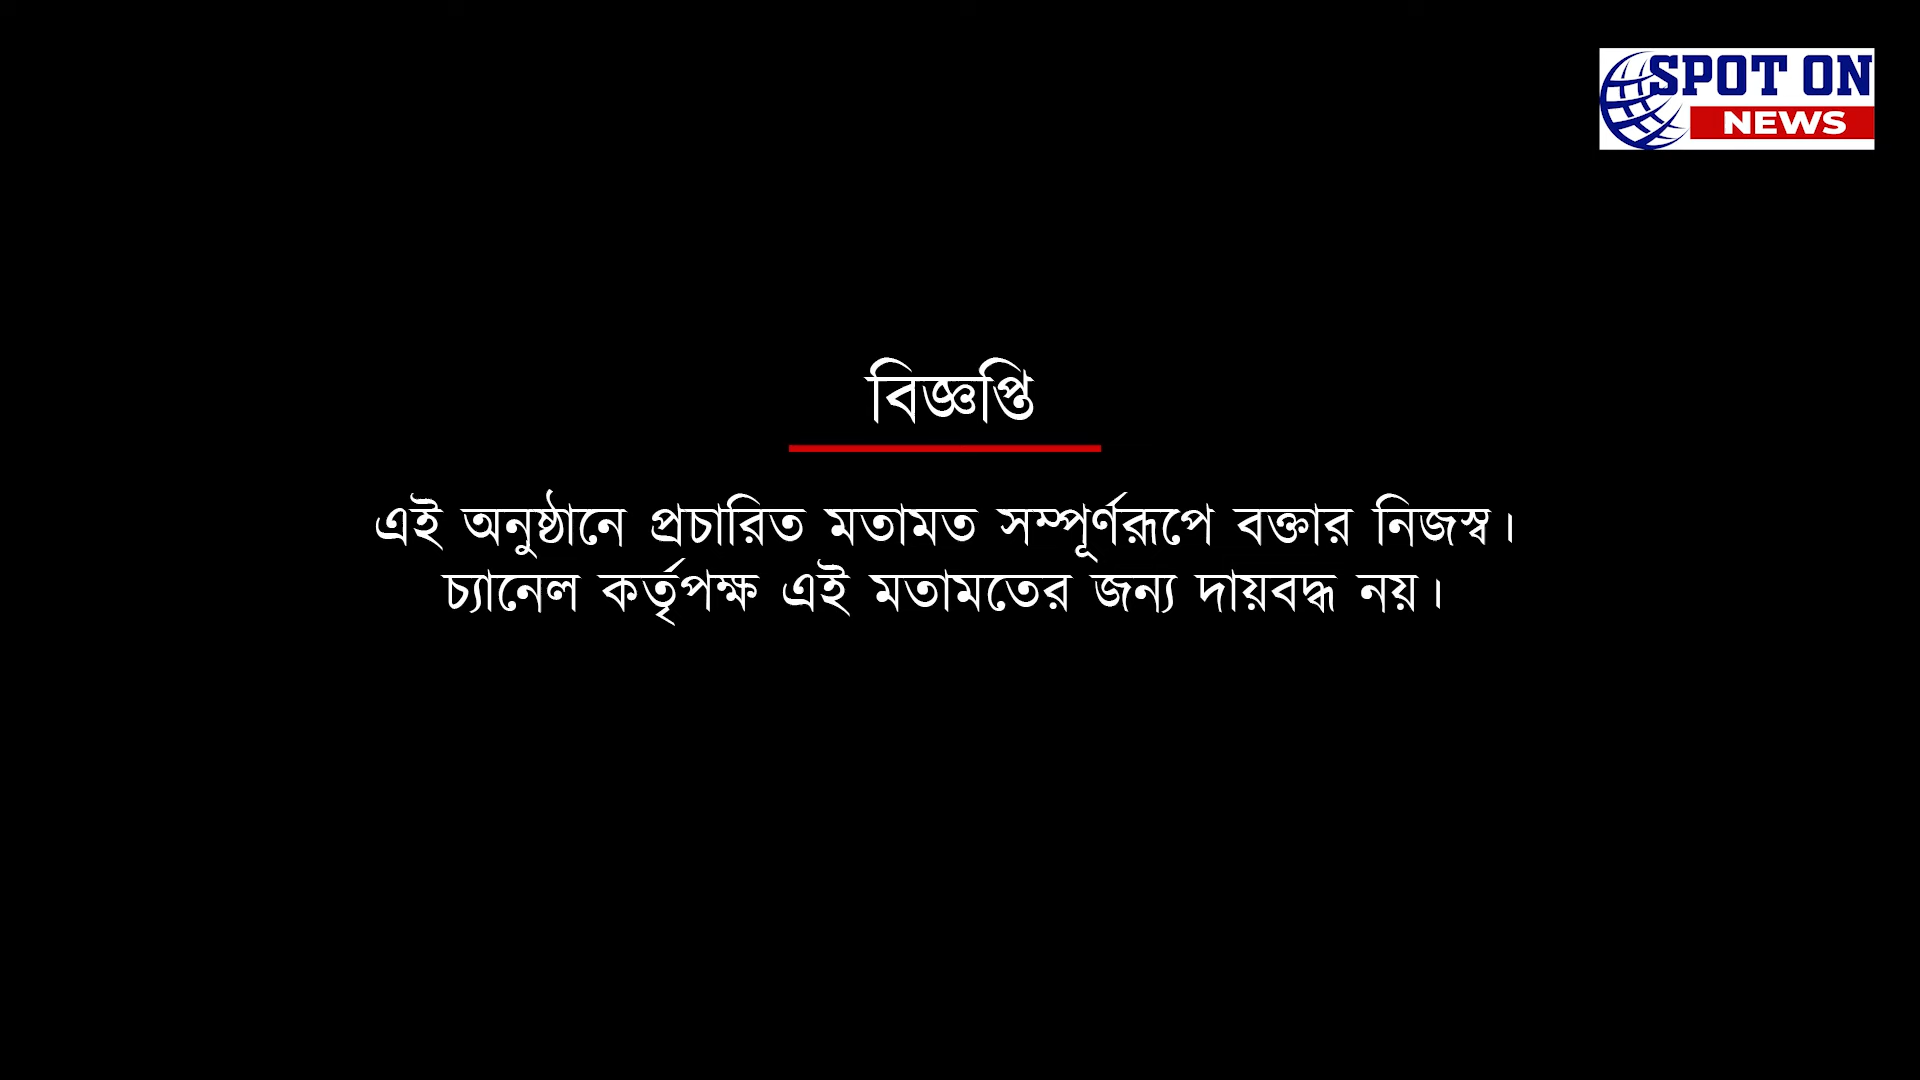 SPOT ON
NEWS
বিজ্ঞপ্তি
এই অনুষ্ঠানে প্রচারিত মতামত সম্পূর্ণরূপে বক্তার নিজস্ব।
চ্যানেল কর্তৃপক্ষ এই মতামতের জন্য দায়বদ্ধ নয়।